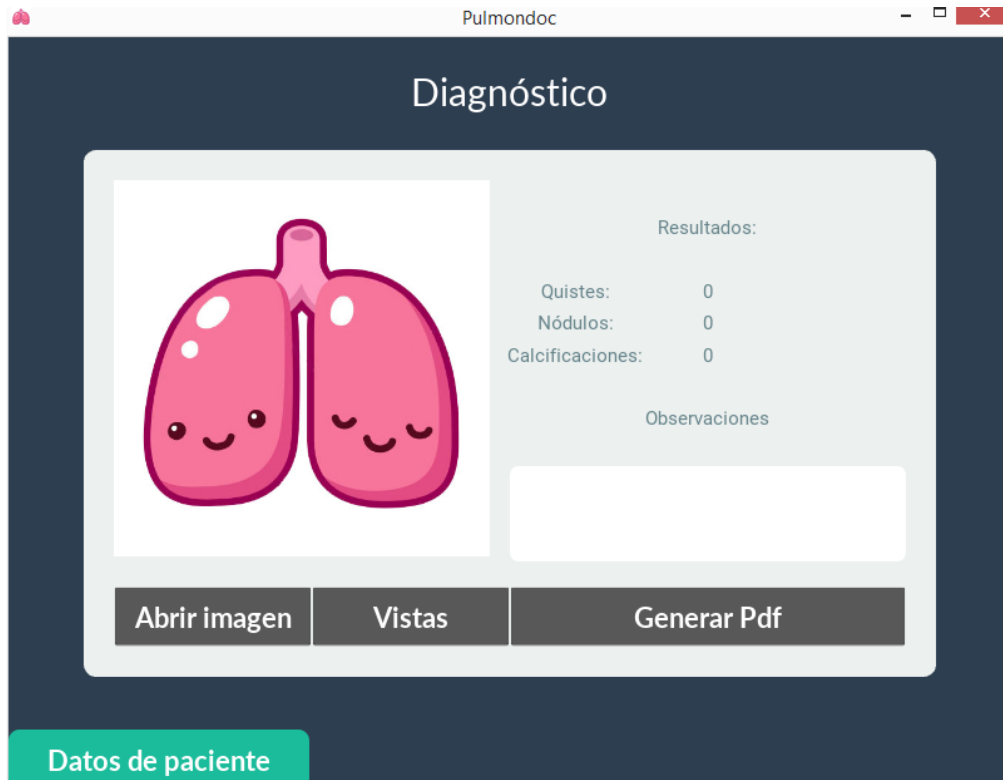 Pulmondoc
Diagnóstico
Resultados:
Quistes: 0
Nódulos: 0
Calcificaciones: 0
Observaciones
Abrir imagen
Vistas
Generar Pdf
Datos de paciente